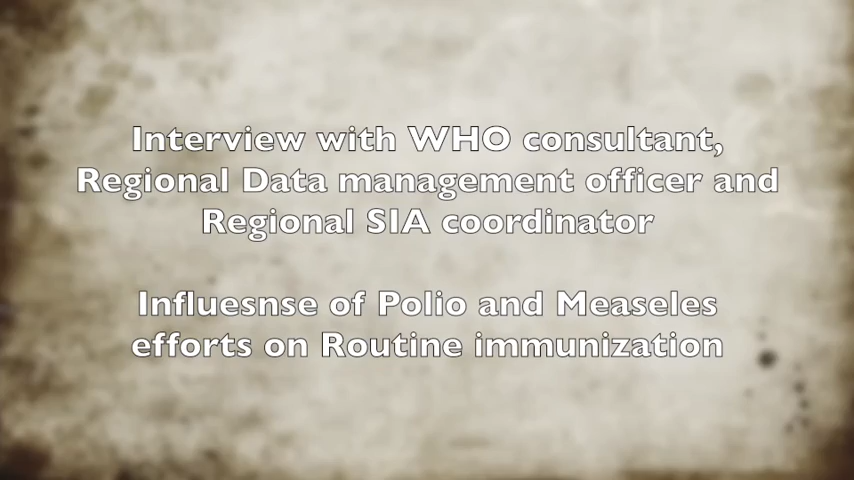 Interview with WHO consultant,
Regional Data management officer and
Regional SIA coordinator
Influesnse of Polio and Measeles
efforts on Routine immunization